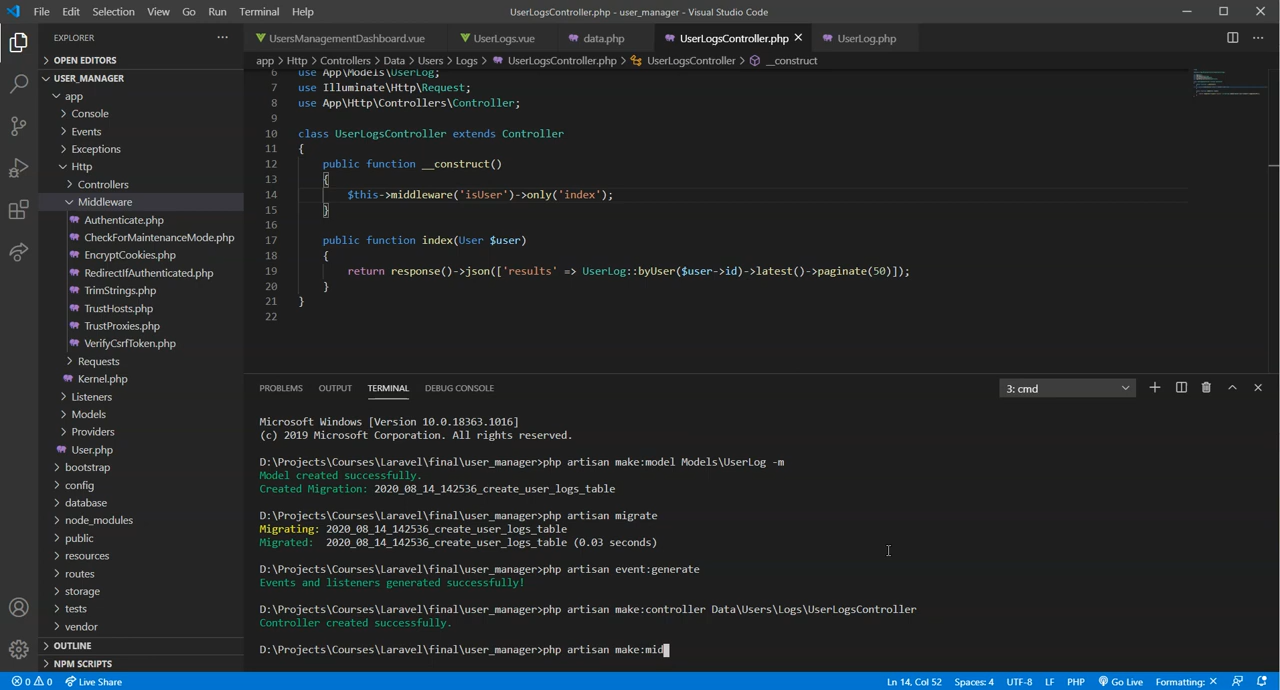 File Edit Selection View Go Run Terminal Help
UserLogsController.php - user_manager - Visual Studio Code
EXPLORER
UsersManagementDashboard.vue
UserLogs.vue
data.php
UserLogsController.php
UserLog.php
app > Http > Controllers > Data > Users > Logs > UserLogsController.php > UserLogsController > __construct
OPEN EDITORS
USER_MANAGER
app
Console
Events
Exceptions
Http
Controllers
Middleware
Authenticate.php
CheckForMaintenanceMode.php
EncryptCookies.php
RedirectIfAuthenticated.php
TrimStrings.php
TrustHosts.php
TrustProxies.php
VerifyCsrfToken.php
Requests
Kernel.php
Listeners
Models
Providers
User.php
bootstrap
config
database
node_modules
public
resources
routes
storage
tests
vendor
OUTLINE
NPM SCRIPTS
6 use App\Models\UserLog;
7 use Illuminate\Http\Request;
8 use App\Http\Controllers\Controller;
9
10 class UserLogsController extends Controller
11 {
12 public function __construct()
13 {
14 $this->middleware('isUser')->only('index');
15 }
16
17 public function index(User $user)
18 {
19 return response()->json(['results' => UserLog::byUser($user->id)->latest()->paginate(50)]);
20 }
21 }
22
PROBLEMS OUTPUT TERMINAL DEBUG CONSOLE
3: cmd
Microsoft Windows [Version 10.0.18363.1016]
(c) 2019 Microsoft Corporation. All rights reserved.
D:\Projects\Courses\Laravel\final\user_manager>php artisan make:model Models\UserLog -m
Model created successfully.
Created Migration: 2020_08_14_142536_create_user_logs_table
D:\Projects\Courses\Laravel\final\user_manager>php artisan migrate
Migrating: 2020_08_14_142536_create_user_logs_table
Migrated: 2020_08_14_142536_create_user_logs_table (0.03 seconds)
D:\Projects\Courses\Laravel\final\user_manager>php artisan event:generate
Events and listeners generated successfully!
D:\Projects\Courses\Laravel\final\user_manager>php artisan make:controller Data\Users\Logs\UserLogsController
Controller created successfully.
D:\Projects\Courses\Laravel\final\user_manager>php artisan make:mid
0 0 Live Share
Ln 14, Col 52 Spaces: 4 UTF-8 LF PHP Go Live Formatting: ×